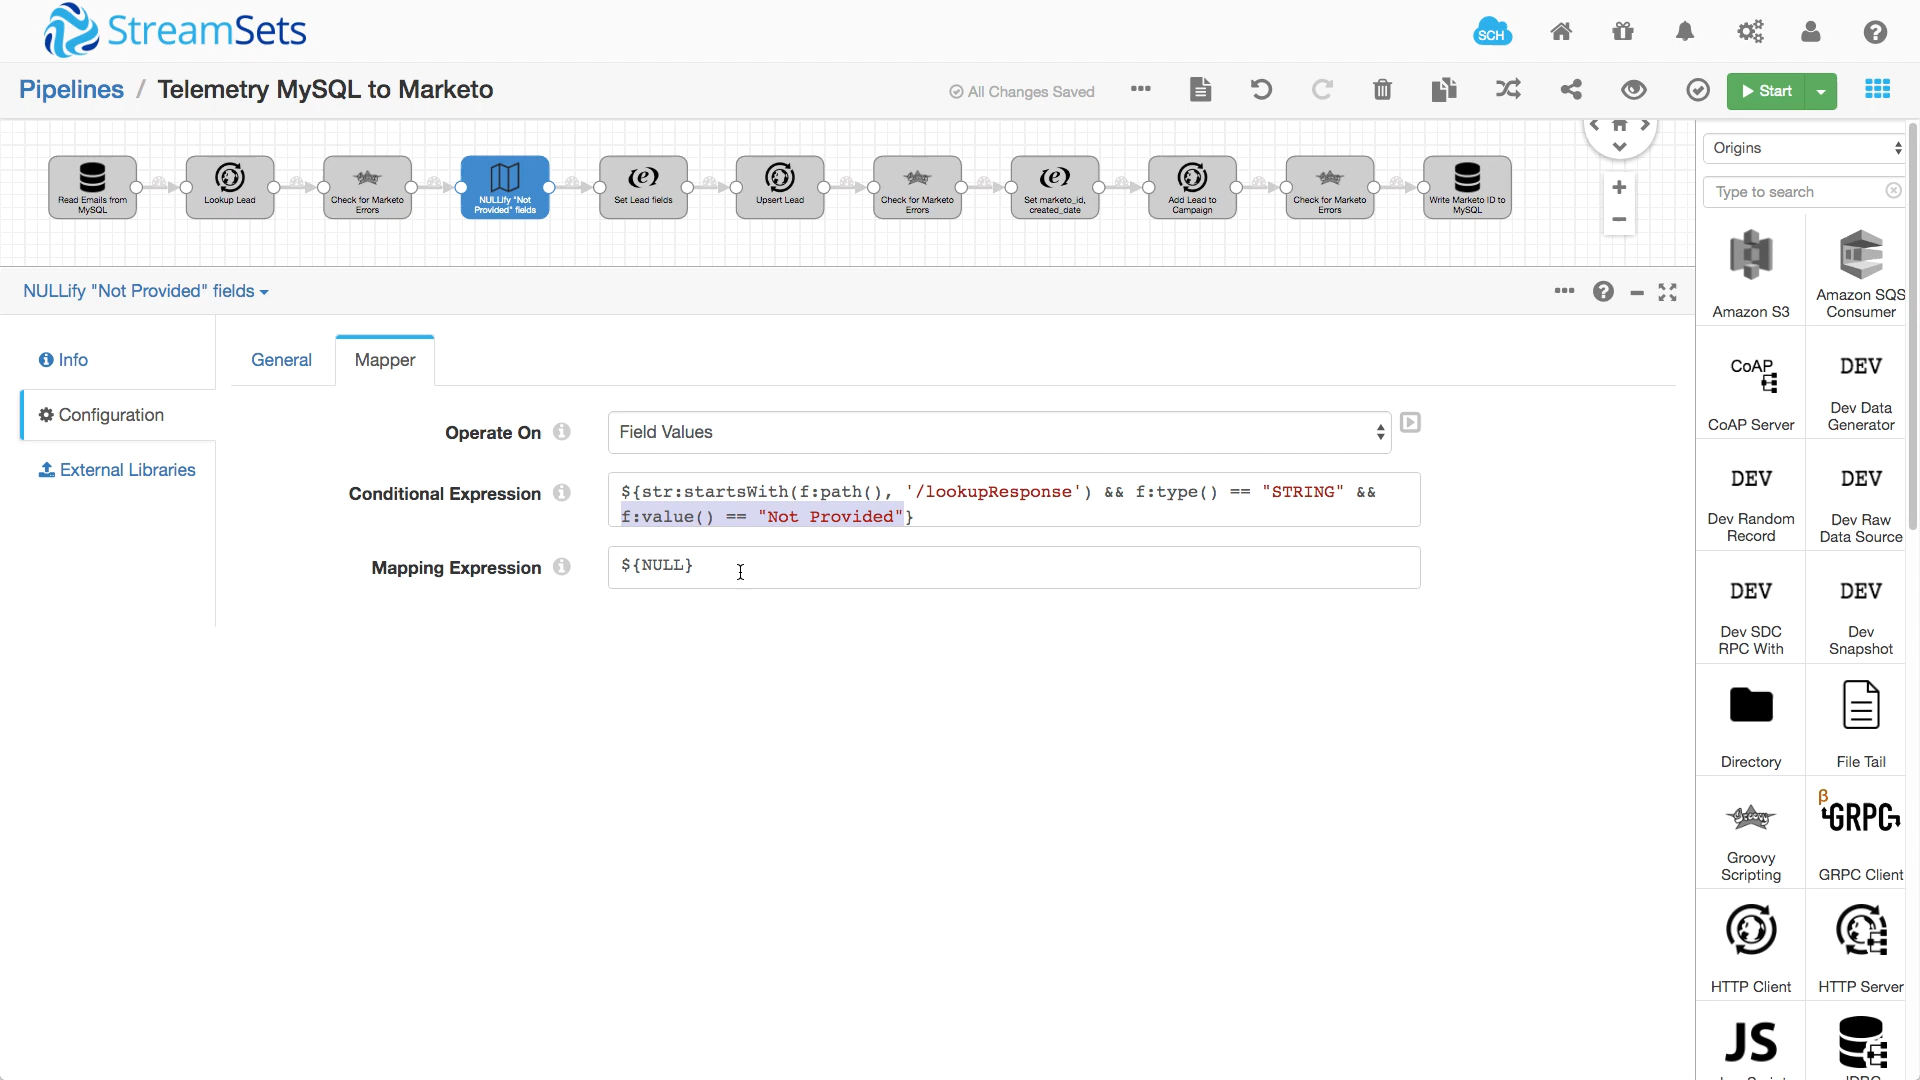 StreamSets
SCH
Pipelines / Telemetry MySQL to Marketo
All Changes Saved
Start
Read Emails from
MySQL
Lookup Lead
Check for Marketo
Errors
NULLify "Not
Provided" fields
Set Lead fields
Upsert Lead
Check for Marketo
Errors
Set marketo_id,
created_date
Add Lead to
Campaign
Check for Marketo
Errors
Write Marketo ID to
MySQL
NULLify "Not Provided" fields
Info
Configuration
External Libraries
General
Mapper
Operate On
Field Values
Conditional Expression
${str:startsWith(f:path(), '/lookupResponse') && f:type() == "STRING" &&
f:value() == "Not Provided"}
Mapping Expression
${NULL}
Origins
Type to search
Amazon S3
Amazon SQS
Consumer
CoAP
CoAP Server
DEV
Dev Data
Generator
DEV
Dev Random
Record
DEV
Dev Raw
Data Source
DEV
Dev SDC
RPC With
DEV
Dev
Snapshot
Directory
File Tail
Groovy
Groovy
Scripting
β
GRPC
GRPC Client
HTTP Client
HTTP Server
JS